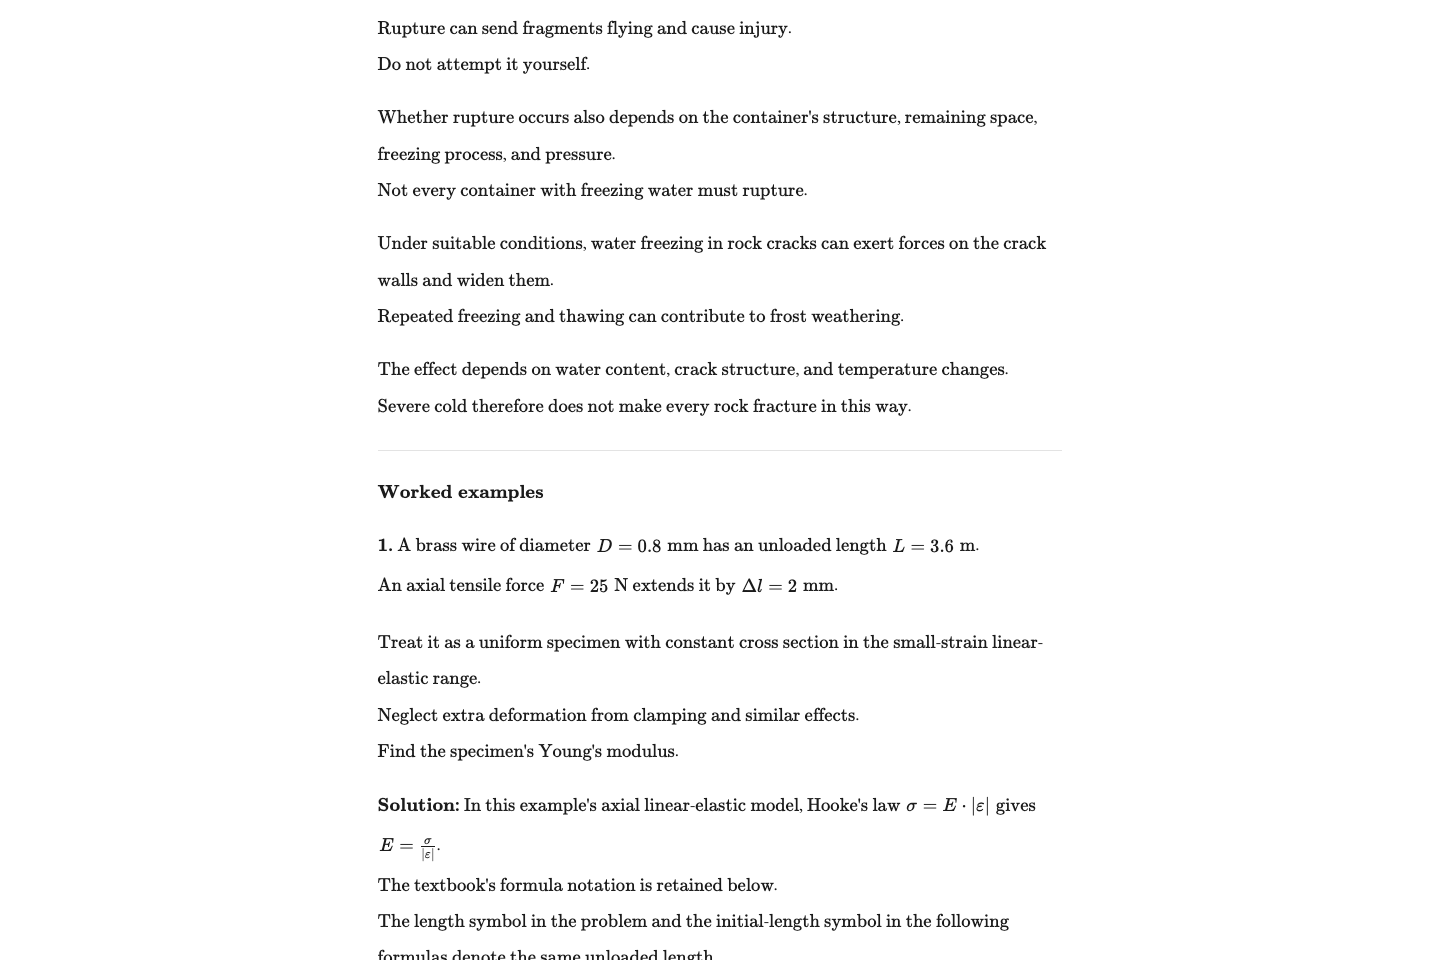 Rupture can send fragments flying and cause injury.
Do not attempt it yourself.
Whether rupture occurs also depends on the container's structure, remaining space,
freezing process, and pressure.
Not every container with freezing water must rupture.
Under suitable conditions, water freezing in rock cracks can exert forces on the crack
walls and widen them.
Repeated freezing and thawing can contribute to frost weathering.
The effect depends on water content, crack structure, and temperature changes.
Severe cold therefore does not make every rock fracture in this way.
Worked examples
1. A brass wire of diameter D = 0.8 mm has an unloaded length L = 3.6 m.
An axial tensile force F = 25 N extends it by Δl = 2 mm.
Treat it as a uniform specimen with constant cross section in the small-strain linear-
elastic range.
Neglect extra deformation from clamping and similar effects.
Find the specimen's Young's modulus.
Solution: In this example's axial linear-elastic model, Hooke's law σ = E · |ε| gives
E = σ/|ε|.
The textbook's formula notation is retained below.
The length symbol in the problem and the initial-length symbol in the following
formulas denote the same unloaded length.